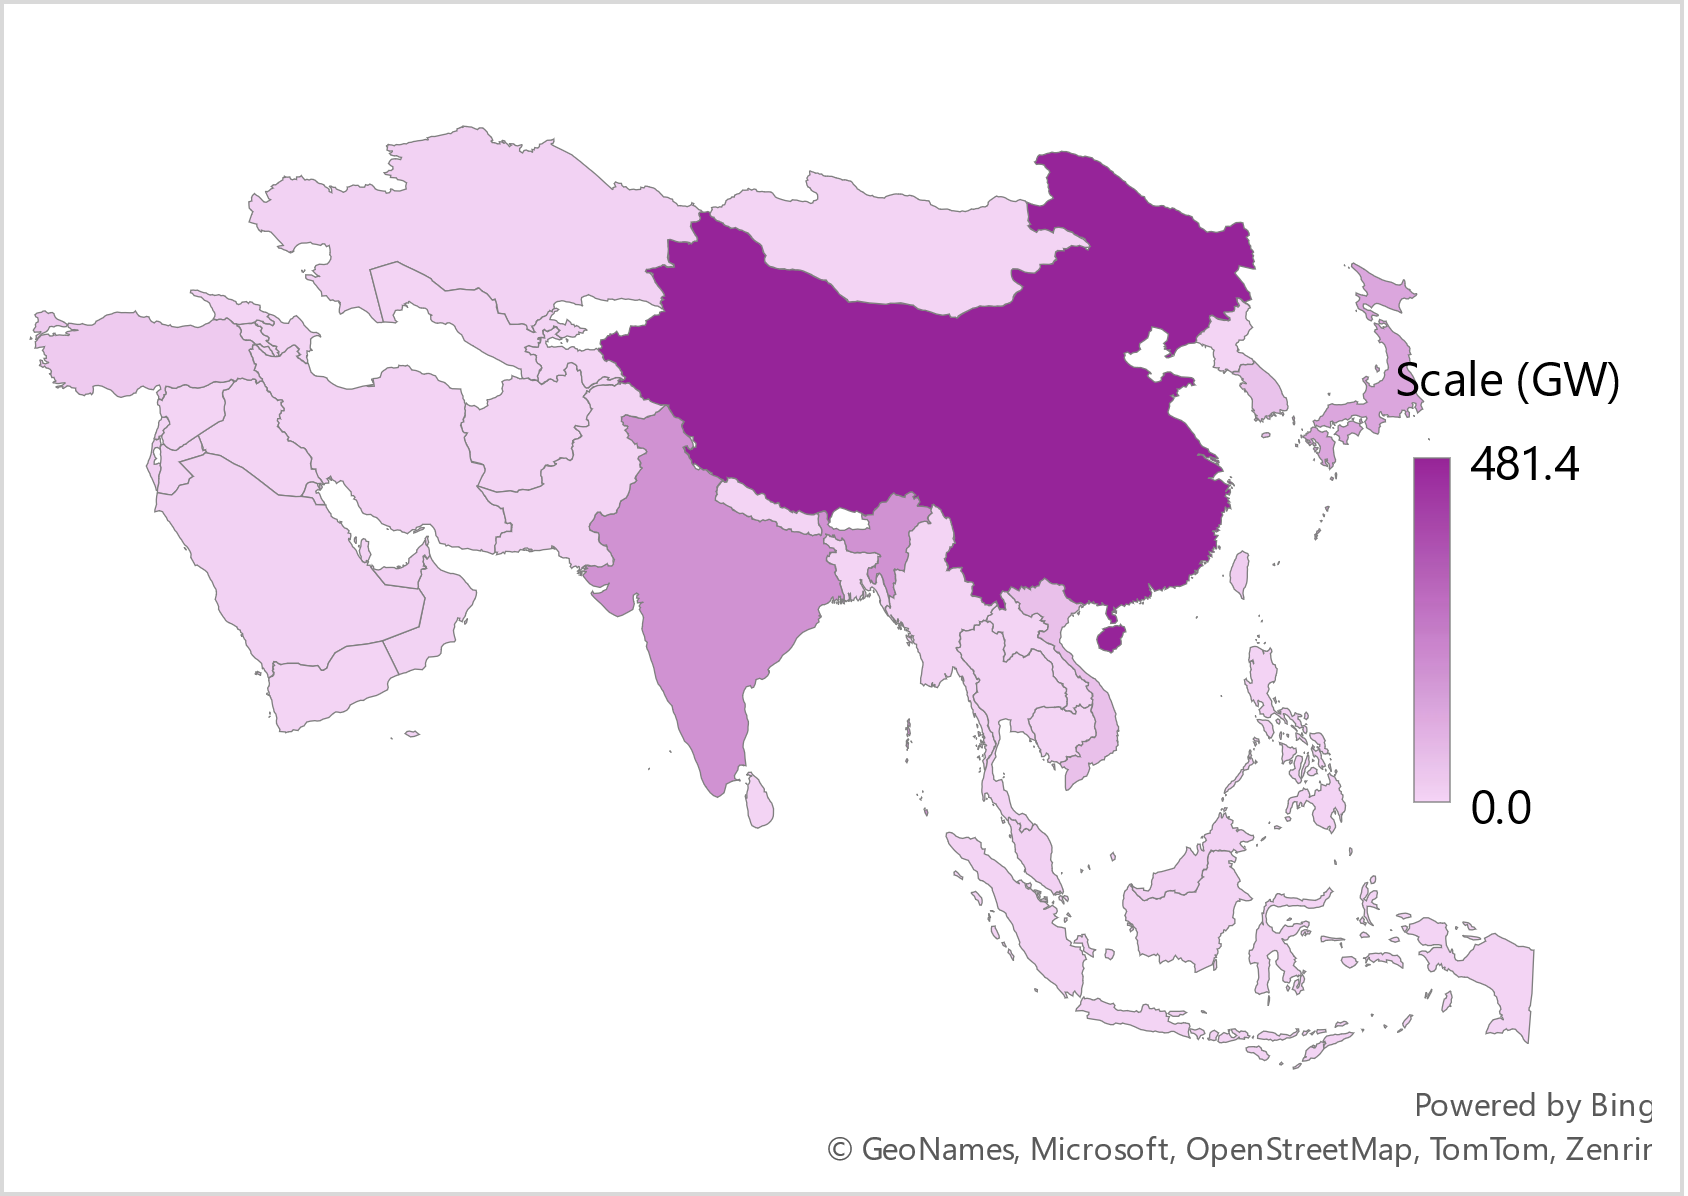 Scale (GW)
481.4
0.0
Powered by Bing
© GeoNames, Microsoft, OpenStreetMap, TomTom, Zenrin